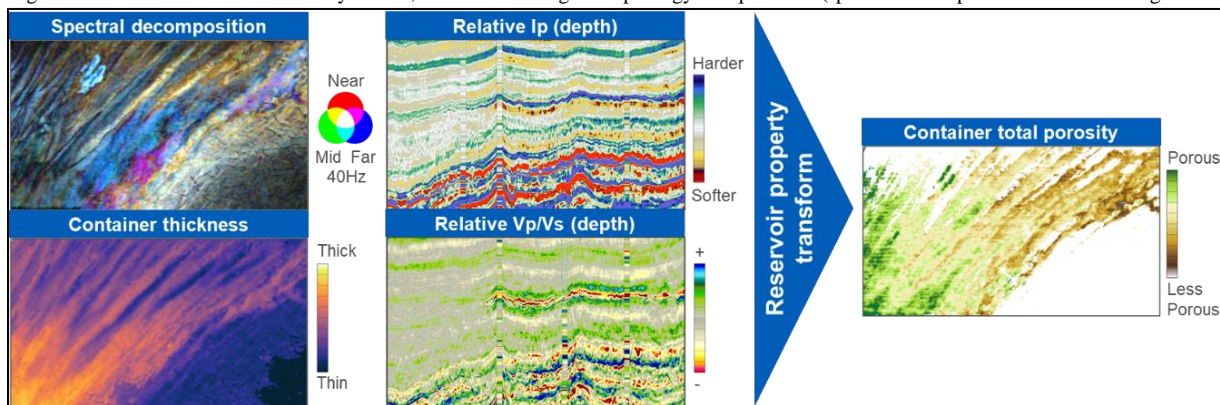 Spectral decomposition
Near
Mid Far
40Hz
Container thickness
Thick
Thin
Relative Ip (depth)
Harder
Softer
Relative Vp/Vs (depth)
+
-
Reservoir property
transform
Container total porosity
Porous
Less
Porous